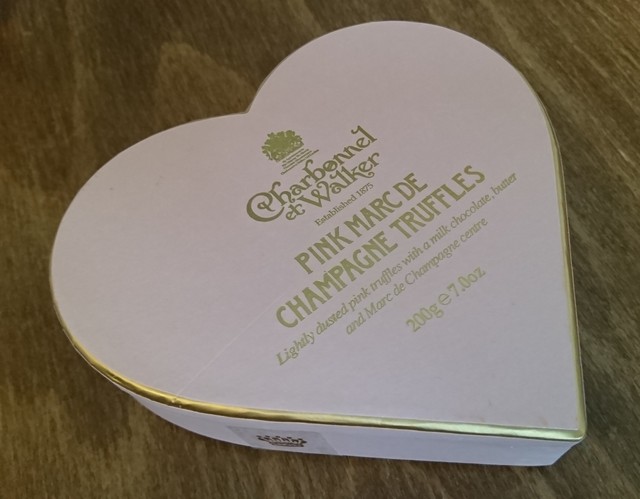 Charbonnel
et Walker
Established 1875
PINK MARC DE
CHAMPAGNE TRUFFLES
Lightly dusted pink truffles with a milk chocolate, butter
and Marc de Champagne centre
200g e 7.0oz